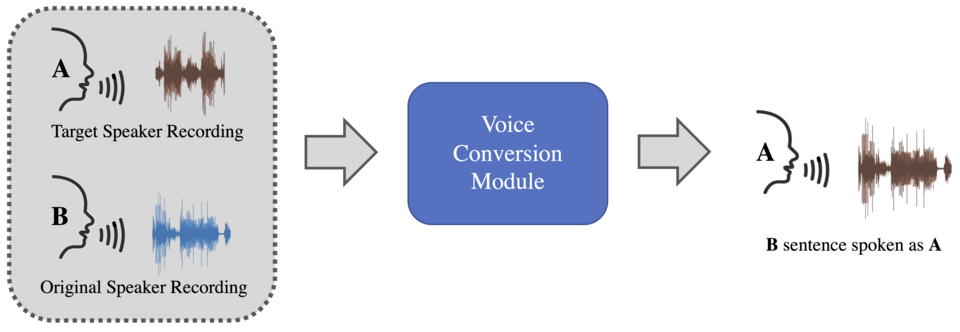 A
Target Speaker Recording
B
Original Speaker Recording
Voice
Conversion
Module
A
B sentence spoken as A